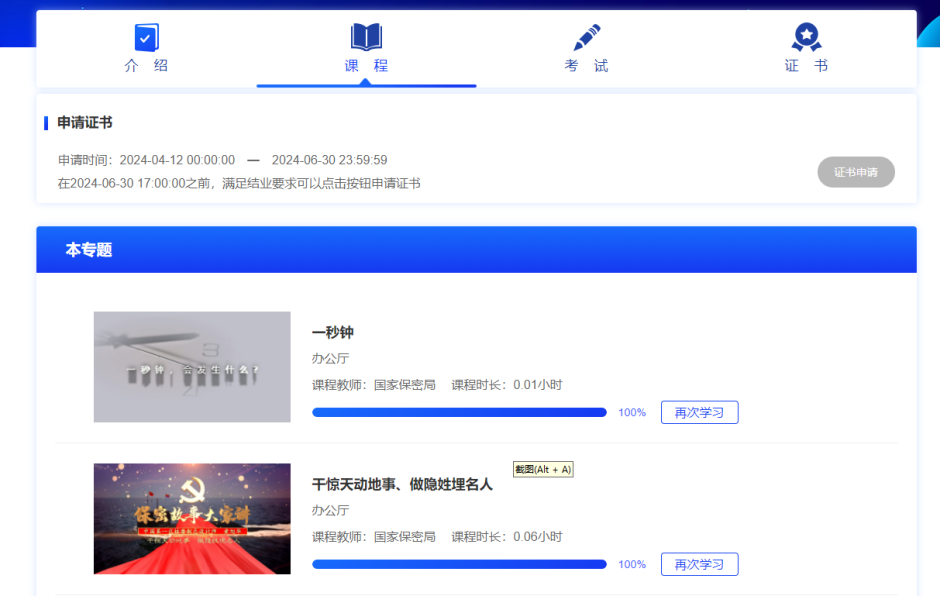 介 绍
课 程
考 试
证 书
申请证书
申请时间：2024-04-12 00:00:00 — 2024-06-30 23:59:59
在2024-06-30 17:00:00之前，满足结业要求可以点击按钮申请证书
证书申请
本专题
一秒钟，会发生什么？
一秒钟
办公厅
课程教师：国家保密局 课程时长：0.01小时
100% 再次学习
保密故事大家讲
截图(Alt + A)
干惊天动地事、做隐姓埋名人
办公厅
课程教师：国家保密局 课程时长：0.06小时
100% 再次学习